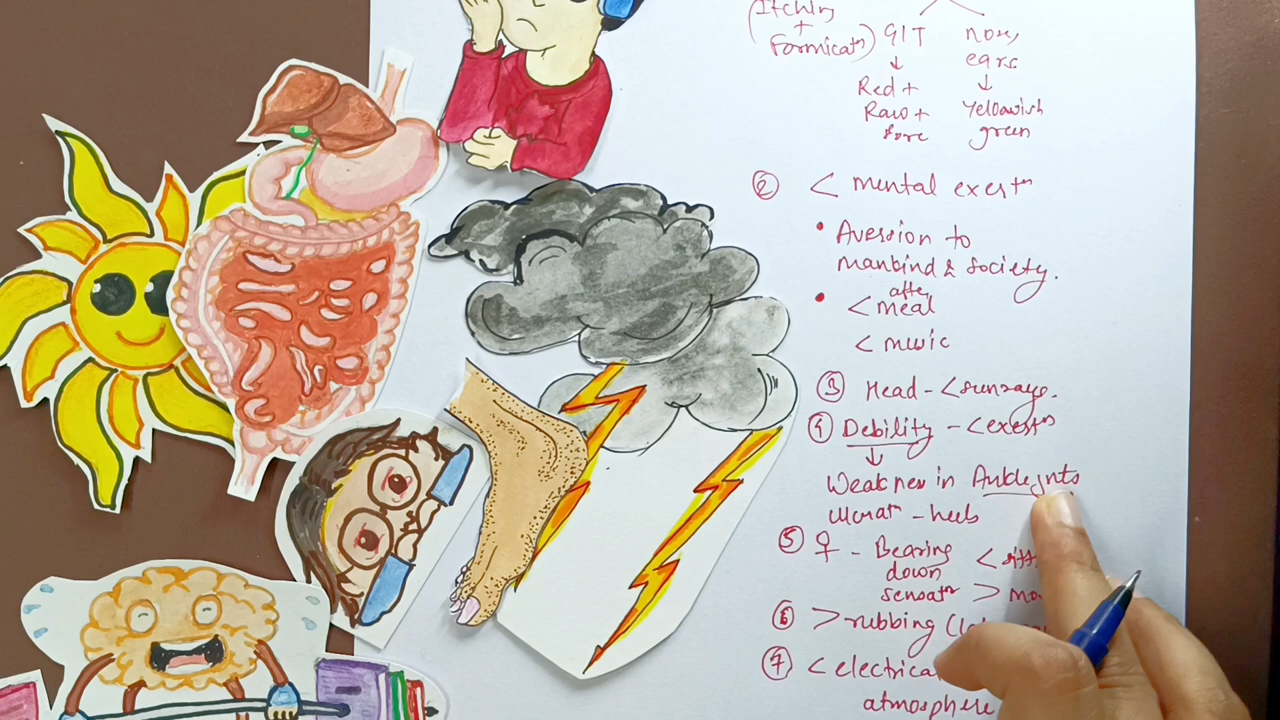 (Itching
+
Formicatn)
GIT
↓
Red +
Raw +
sore
nose,
ears
↓
Yellowish
green
② < mental exertn
• Aversion to
mankind & society.
• < after meal
< music
③ Head - < sunrays.
④ Debility - < exertn
↓
Weakness in Ankle jnts
Ulcratn - heels
⑤ ♀ - Bearing
down
sensatn
<
>
⑥ > rubbing
⑦ < electrical
atmosphere